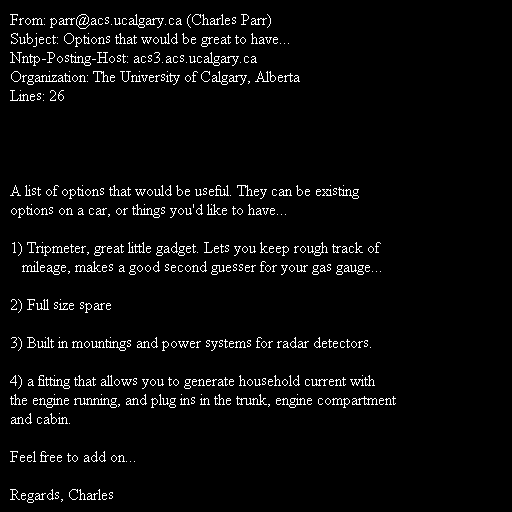 From: parr@acs.ucalgary.ca (Charles Parr)
Subject: Options that would be great to have...
Nntp-Posting-Host: acs3.acs.ucalgary.ca
Organization: The University of Calgary, Alberta
Lines: 26
A list of options that would be useful. They can be existing
options on a car, or things you'd like to have...
1) Tripmeter, great little gadget. Lets you keep rough track of
mileage, makes a good second guesser for your gas gauge...
2) Full size spare
3) Built in mountings and power systems for radar detectors.
4) a fitting that allows you to generate household current with
the engine running, and plug ins in the trunk, engine compartment
and cabin.
Feel free to add on...
Regards, Charles